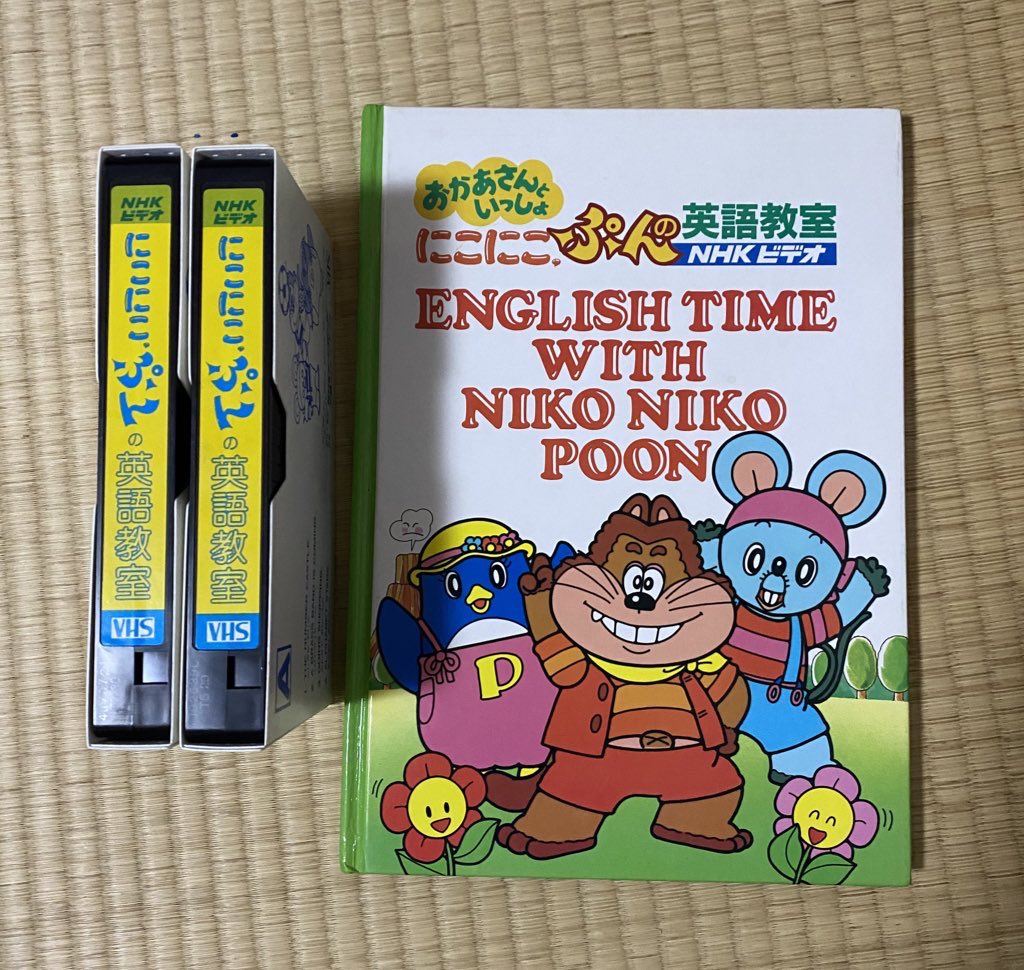 NHK
ビデオ
にこにこ、ぷんの英語教室
VHS
NHK
ビデオ
にこにこ、ぷんの英語教室
VHS
A
おかあさんと
いっしょ
にこにこ、ぷんの英語教室
NHKビデオ
ENGLISH TIME
WITH
NIKO NIKO
POON
P